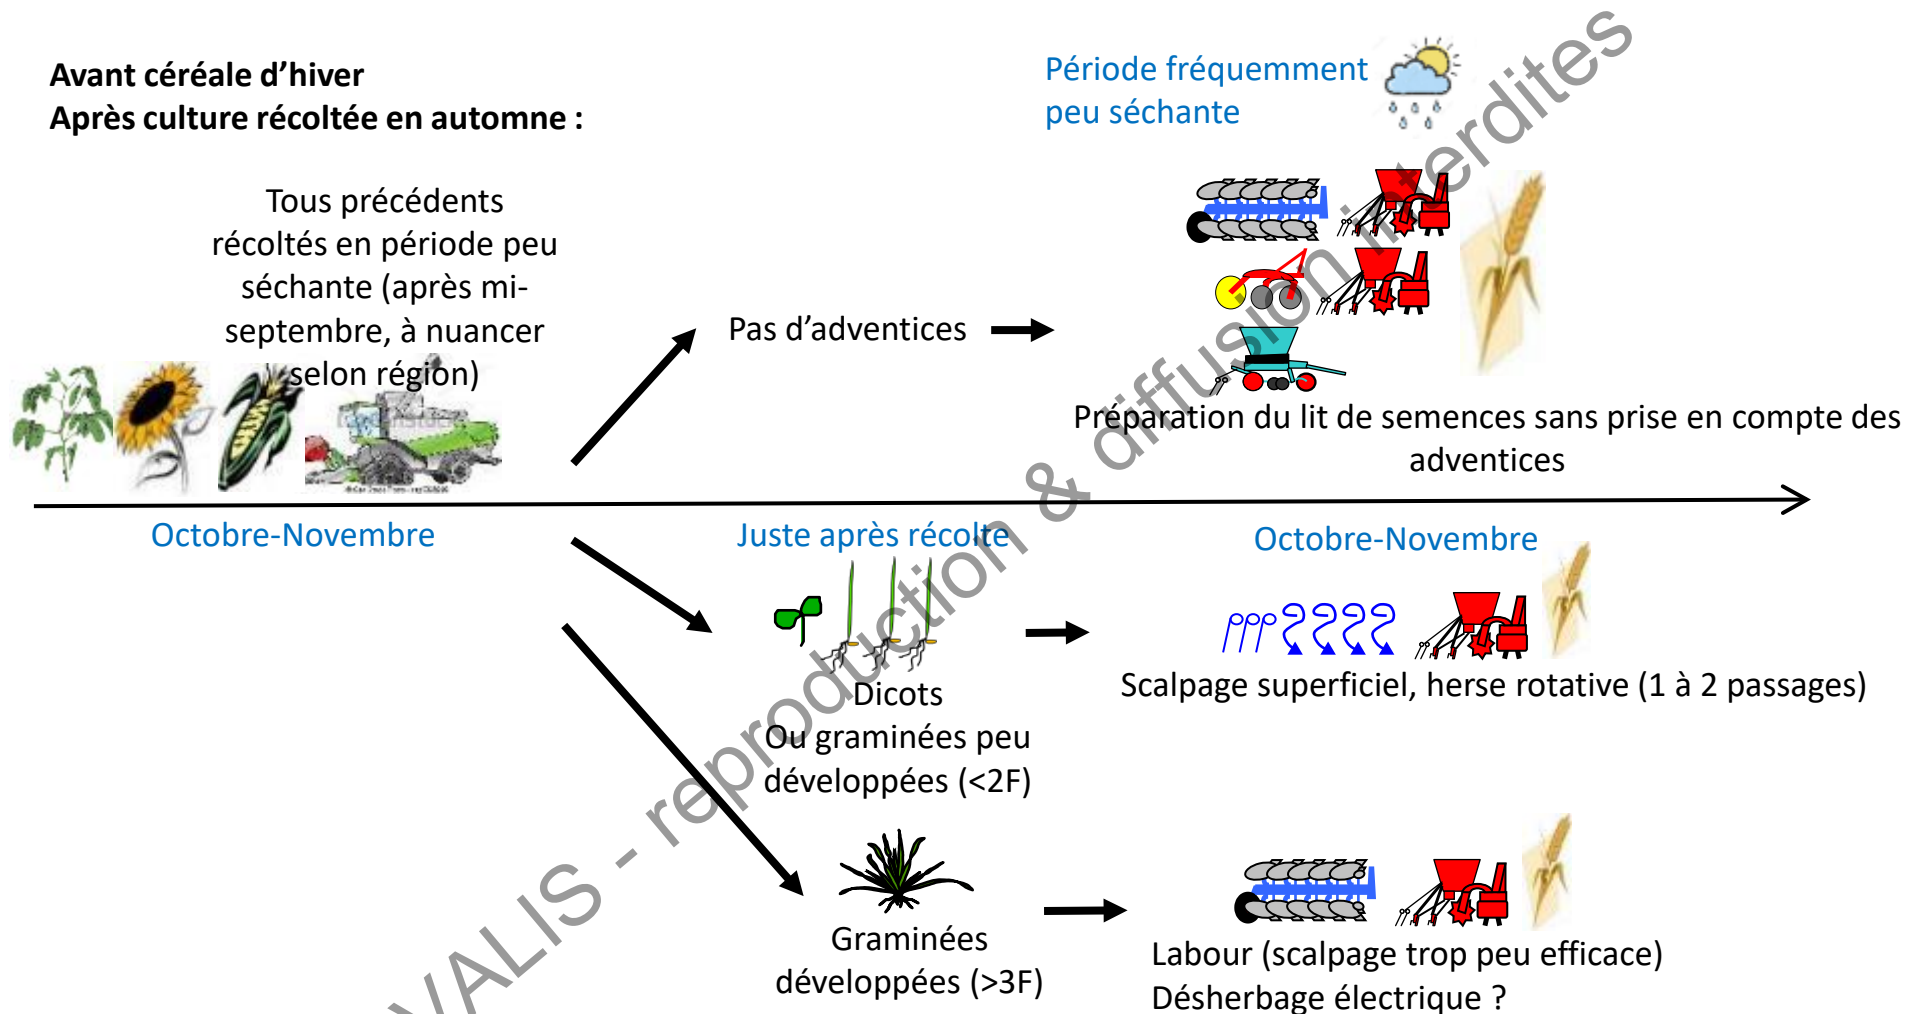 Avant céréale d'hiver
Après culture récoltée en automne :
Période fréquemment
peu séchante
Tous précédents
récoltés en période peu
séchante (après mi-
septembre, à nuancer
selon région)
Pas d'adventices
Préparation du lit de semences sans prise en compte des
adventices
Octobre-Novembre
Juste après récolte
Octobre-Novembre
Dicots
Ou graminées peu
développées (<2F)
Scalpage superficiel, herse rotative (1 à 2 passages)
Graminées
développées (>3F)
Labour (scalpage trop peu efficace)
Désherbage électrique ?
VALIS - reproduction & diffusion interdites